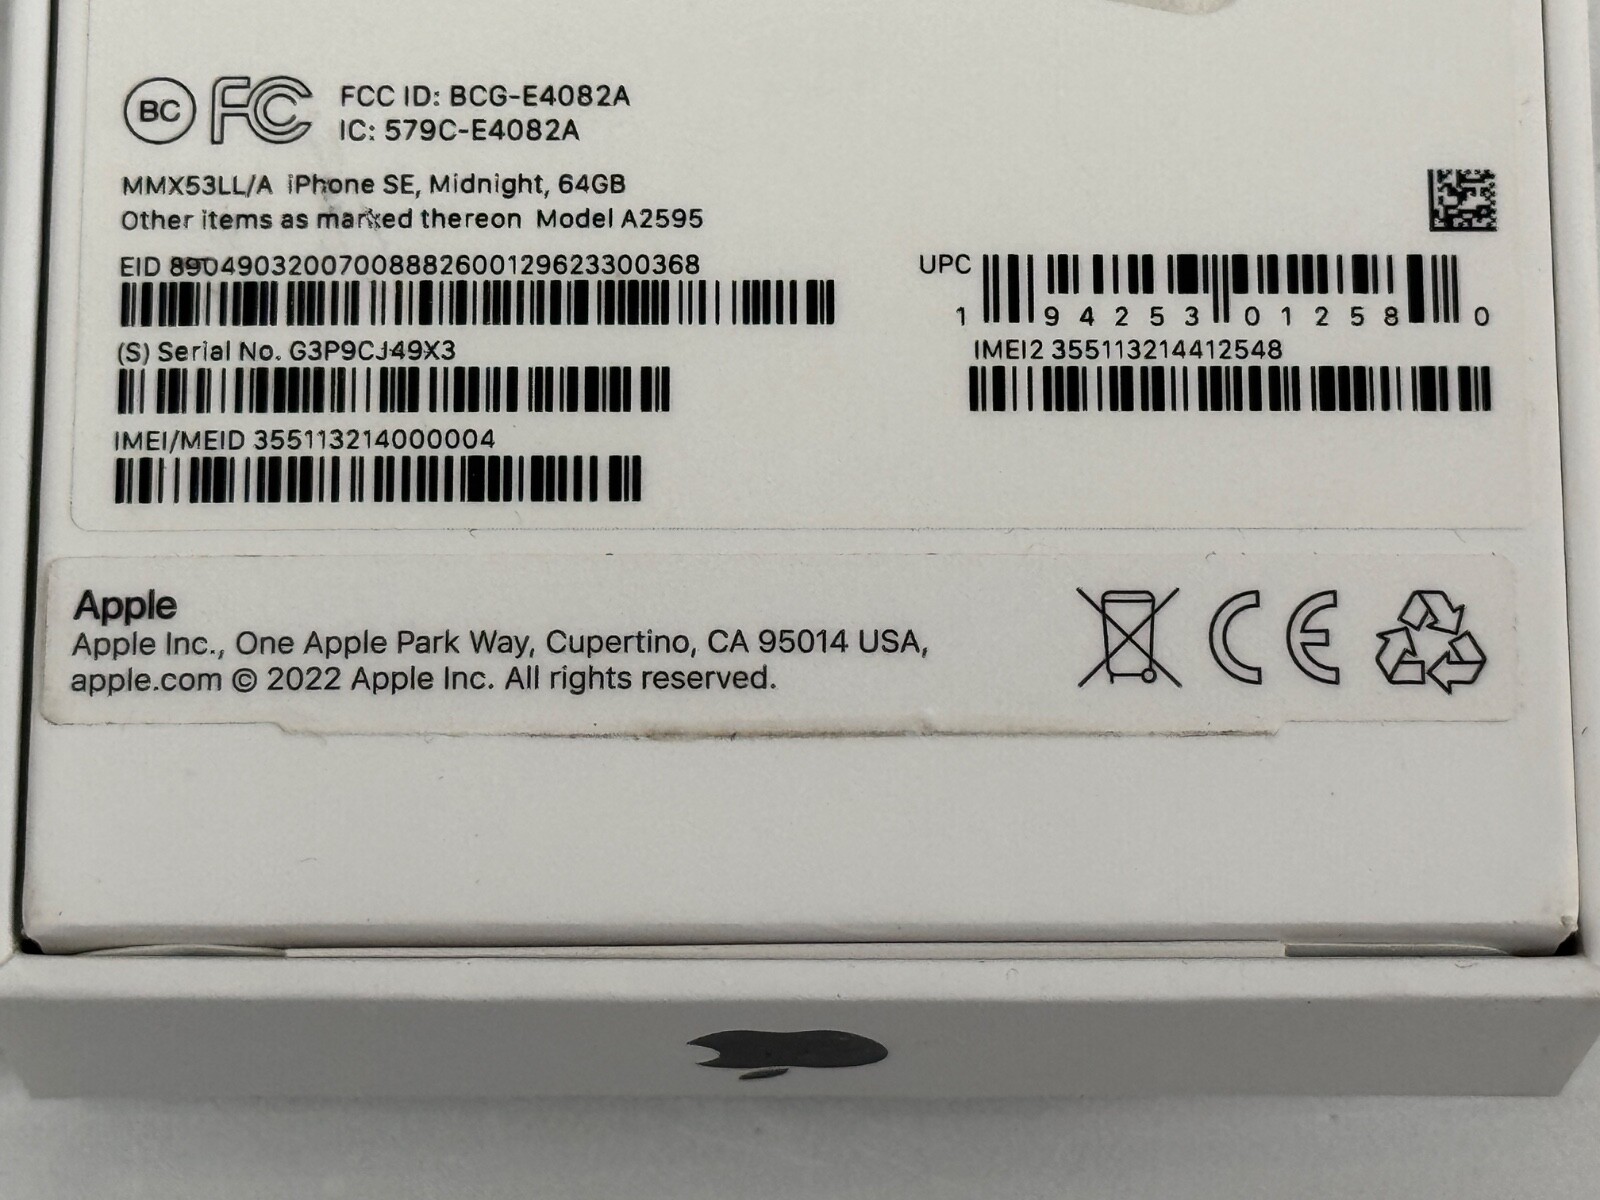 BC FC FCC ID: BCG-E4082A
IC: 579C-E4082A
MMX53LL/A iPhone SE, Midnight, 64GB
Other items as marked thereon Model A2595
EID 89049032007008882600129623300368
UPC
1 94253 01258 0
(S) Serial No. G3P9CJ49X3
IMEI2 355113214412548
IMEI/MEID 355113214000004
Apple
Apple Inc., One Apple Park Way, Cupertino, CA 95014 USA,
apple.com © 2022 Apple Inc. All rights reserved.
CE